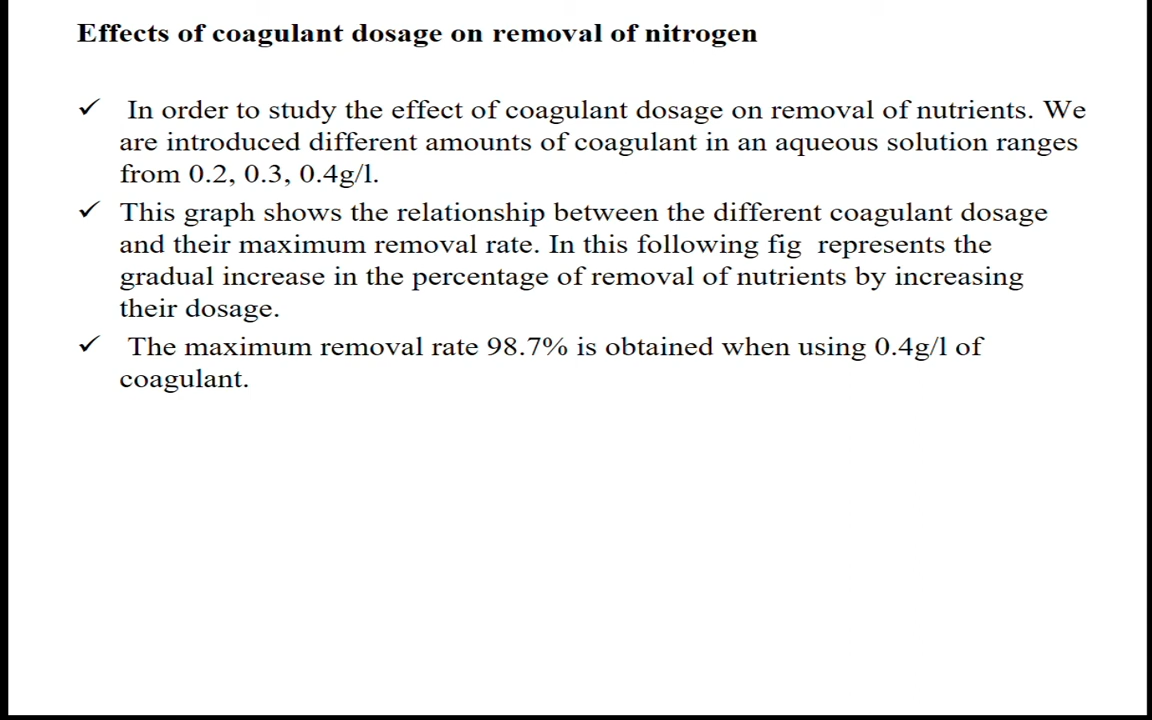 Effects of coagulant dosage on removal of nitrogen
✓ In order to study the effect of coagulant dosage on removal of nutrients. We
are introduced different amounts of coagulant in an aqueous solution ranges
from 0.2, 0.3, 0.4g/l.
✓ This graph shows the relationship between the different coagulant dosage
and their maximum removal rate. In this following fig represents the
gradual increase in the percentage of removal of nutrients by increasing
their dosage.
✓ The maximum removal rate 98.7% is obtained when using 0.4g/l of
coagulant.